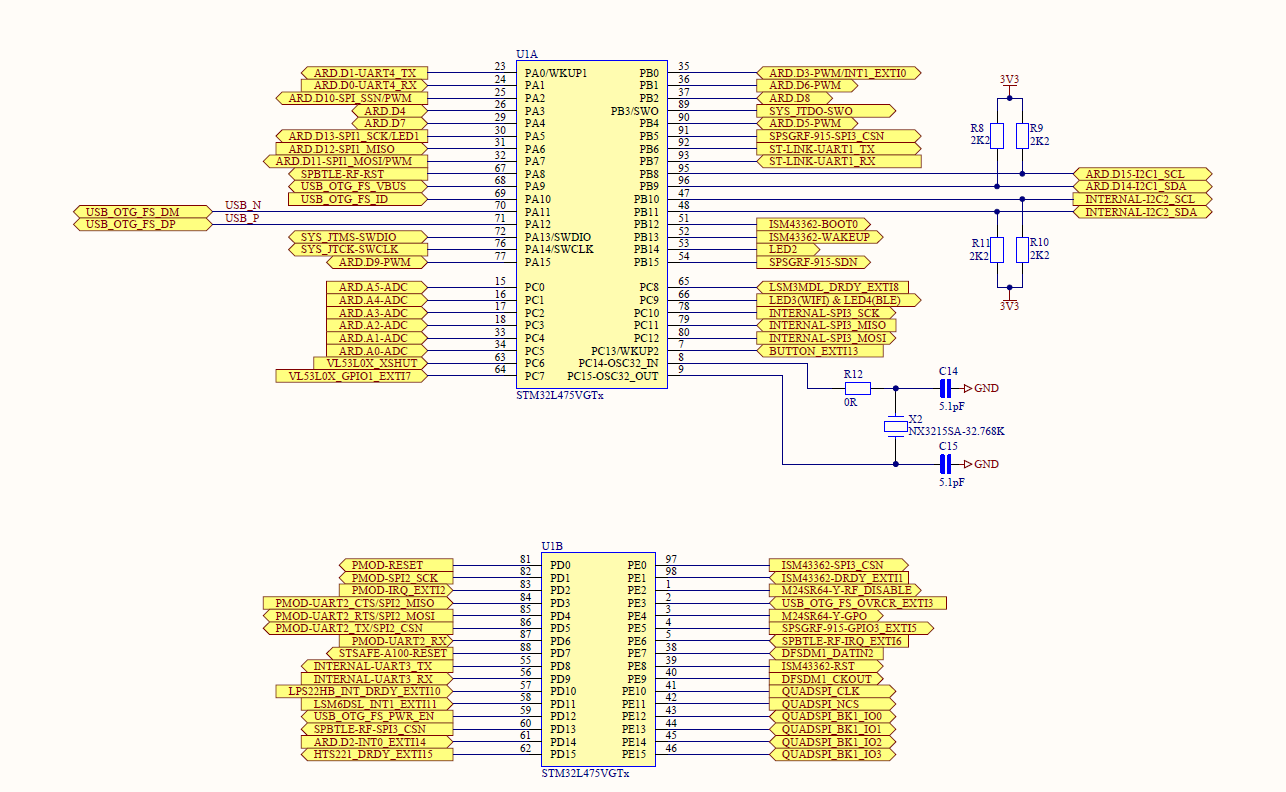 U1A
ARD.D1-UART4_TX 23 PA0/WKUP1 PB0 35 ARD.D3-PWM/INT1_EXTI0
ARD.D0-UART4_RX 24 PA1 PB1 36 ARD.D6-PWM
ARD.D10-SPI_SSN/PWM 25 PA2 PB2 37 ARD.D8
ARD.D4 26 PA3 PB3/SWO 89 SYS_JTDO-SWO
ARD.D7 29 PA4 PB4 90 ARD.D5-PWM
ARD.D13-SPI1_SCK/LED1 30 PA5 PB5 91 SPSGRF-915-SPI3_CSN
ARD.D12-SPI1_MISO 31 PA6 PB6 92 ST-LINK-UART1_TX
ARD.D11-SPI1_MOSI/PWM 32 PA7 PB7 93 ST-LINK-UART1_RX
SPBTLE-RF-RST 67 PA8 PB8 95 ARD.D15-I2C1_SCL
USB_OTG_FS_VBUS 68 PA9 PB9 96 ARD.D14-I2C1_SDA
USB_OTG_FS_ID 69 PA10 PB10 47 INTERNAL-I2C2_SCL
USB_OTG_FS_DM USB_N 70 PA11 PB11 48 INTERNAL-I2C2_SDA
USB_OTG_FS_DP USB_P 71 PA12 PB12 51 ISM43362-BOOT0
SYS_JTMS-SWDIO 72 PA13/SWDIO PB13 52 ISM43362-WAKEUP
SYS_JTCK-SWCLK 76 PA14/SWCLK PB14 53 LED2
ARD.D9-PWM 77 PA15 PB15 54 SPSGRF-915-SDN
ARD.A5-ADC 15 PC0 PC8 65 LSM3MDL_DRDY_EXTI8
ARD.A4-ADC 16 PC1 PC9 66 LED3(WIFI) & LED4(BLE)
ARD.A3-ADC 17 PC2 PC10 78 INTERNAL-SPI3_SCK
ARD.A2-ADC 18 PC3 PC11 79 INTERNAL-SPI3_MISO
ARD.A1-ADC 33 PC4 PC12 80 INTERNAL-SPI3_MOSI
ARD.A0-ADC 34 PC5 PC13/WKUP2 7 BUTTON_EXTI13
VL53L0X_XSHUT 63 PC6 PC14-OSC32_IN 8
VL53L0X_GPIO1_EXTI7 64 PC7 PC15-OSC32_OUT 9
STM32L475VGTx
3V3
R8 R9
2K2 2K2
R11 R10
2K2 2K2
3V3
R12 C14
GND
0R 5.1pF
X2
NX3215SA-32.768K
C15
GND
5.1pF
U1B
PMOD-RESET 81 PD0 PE0 97 ISM43362-SPI3_CSN
PMOD-SPI2_SCK 82 PD1 PE1 98 ISM43362-DRDY_EXTI1
PMOD-IRQ_EXTI2 83 PD2 PE2 1 M24SR64-Y-RF_DISABLE
PMOD-UART2_CTS/SPI2_MISO 84 PD3 PE3 2 USB_OTG_FS_OVRCR_EXTI3
PMOD-UART2_RTS/SPI2_MOSI 85 PD4 PE4 3 M24SR64-Y-GPO
PMOD-UART2_TX/SPI2_CSN 86 PD5 PE5 4 SPSGRF-915-GPIO3_EXTI5
PMOD-UART2_RX 87 PD6 PE6 5 SPBTLE-RF-IRQ_EXTI6
STSAFE-A100-RESET 88 PD7 PE7 38 DFSDM1_DATIN2
INTERNAL-UART3_TX 55 PD8 PE8 39 ISM43362-RST
INTERNAL-UART3_RX 56 PD9 PE9 40 DFSDM1_CKOUT
LPS22HB_INT_DRDY_EXTI10 57 PD10 PE10 41 QUADSPI_CLK
LSM6DSL_INT1_EXTI11 58 PD11 PE11 42 QUADSPI_NCS
USB_OTG_FS_PWR_EN 59 PD12 PE12 43 QUADSPI_BK1_IO0
SPBTLE-RF-SPI3_CSN 60 PD13 PE13 44 QUADSPI_BK1_IO1
ARD.D2-INT0_EXTI14 61 PD14 PE14 45 QUADSPI_BK1_IO2
HTS221_DRDY_EXTI15 62 PD15 PE15 46 QUADSPI_BK1_IO3
STM32L475VGTx